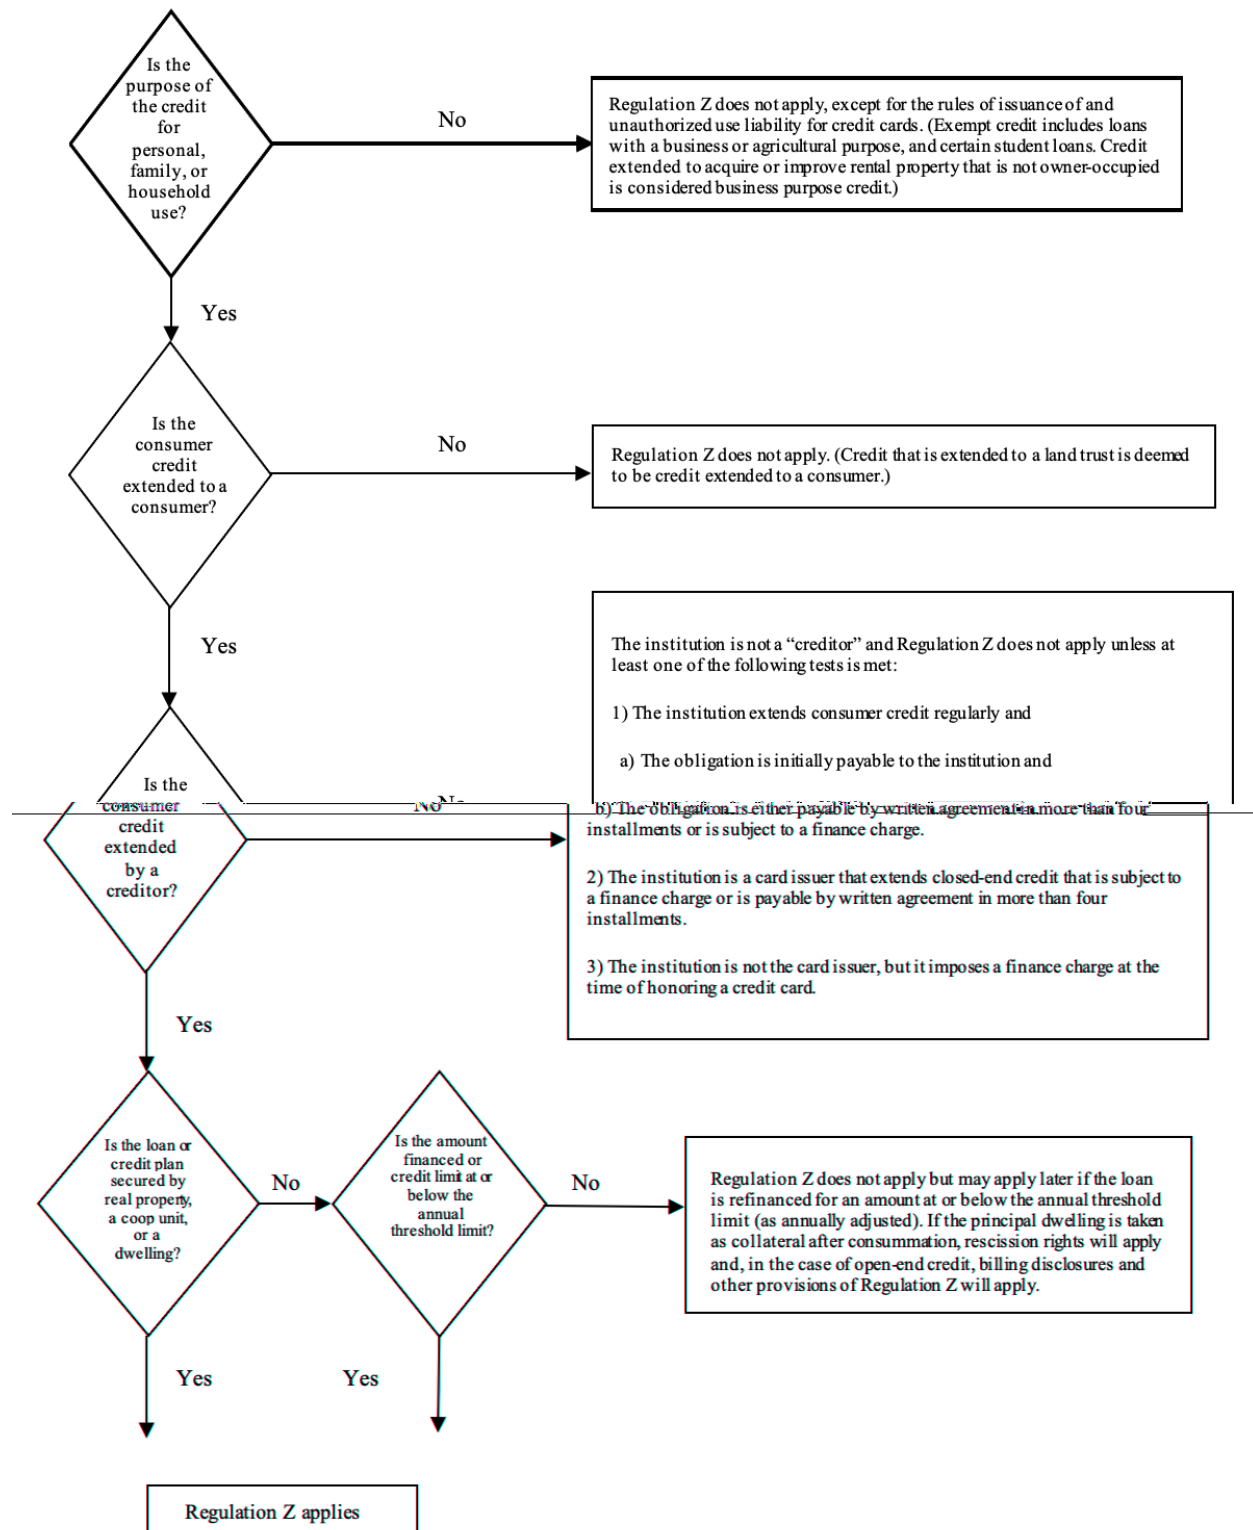 Is the
purpose of
the credit
for
personal,
family, or
household
use?
No
Regulation Z does not apply, except for the rules of issuance of and
unauthorized use liability for credit cards. (Exempt credit includes loans
with a business or agricultural purpose, and certain student loans. Credit
extended to acquire or improve rental property that is not owner-occupied
is considered business purpose credit.)
Yes
Is the
consumer
credit
extended to a
consumer?
No
Regulation Z does not apply. (Credit that is extended to a land trust is deemed
to be credit extended to a consumer.)
Yes
Is the
consumer
credit
extended
by a
creditor?
No
The institution is not a “creditor” and Regulation Z does not apply unless at
least one of the following tests is met:
1) The institution extends consumer credit regularly and
a) The obligation is initially payable to the institution and
b) The obligation is either payable by written agreement in more than four
installments or is subject to a finance charge.
2) The institution is a card issuer that extends closed-end credit that is subject to
a finance charge or is payable by written agreement in more than four
installments.
3) The institution is not the card issuer, but it imposes a finance charge at the
time of honoring a credit card.
Yes
Is the loan or
credit plan
secured by
real property,
a coop unit,
or a
dwelling?
No
Is the amount
financed or
credit limit at or
below the
annual
threshold limit?
No
Regulation Z does not apply but may apply later if the loan
is refinanced for an amount at or below the annual threshold
limit (as annually adjusted). If the principal dwelling is taken
as collateral after consummation, rescission rights will apply
and, in the case of open-end credit, billing disclosures and
other provisions of Regulation Z will apply.
Yes
Yes
Regulation Z applies